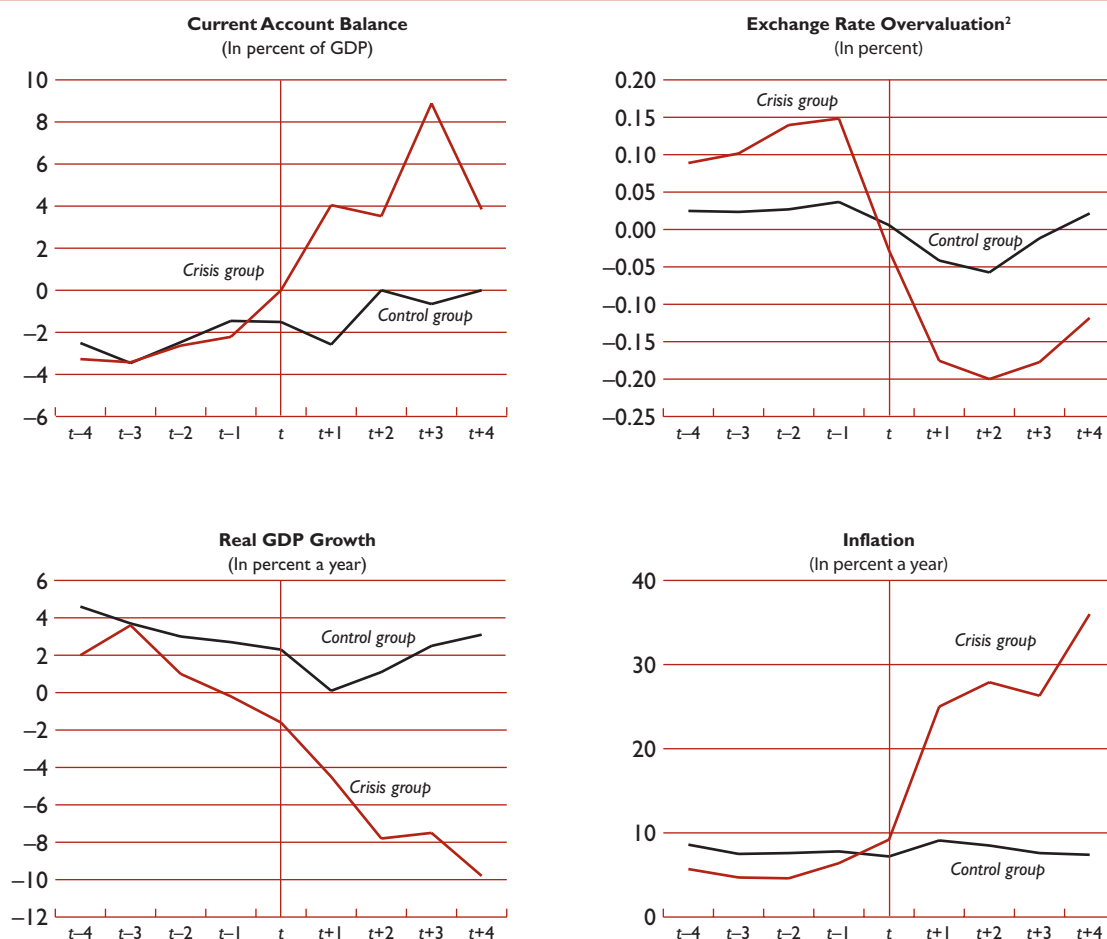 Current Account Balance
(In percent of GDP)
10
8
6
4
2
0
–2
–4
–6
Crisis group
Control group
t–4 t–3 t–2 t–1 t t+1 t+2 t+3 t+4
Exchange Rate Overvaluation²
(In percent)
0.20
0.15
0.10
0.05
0.00
–0.05
–0.10
–0.15
–0.20
–0.25
Crisis group
Control group
t–4 t–3 t–2 t–1 t t+1 t+2 t+3 t+4
Real GDP Growth
(In percent a year)
6
4
2
0
–2
–4
–6
–8
–10
–12
Control group
Crisis group
t–4 t–3 t–2 t–1 t t+1 t+2 t+3 t+4
Inflation
(In percent a year)
40
30
20
10
0
Crisis group
Control group
t–4 t–3 t–2 t–1 t t+1 t+2 t+3 t+4